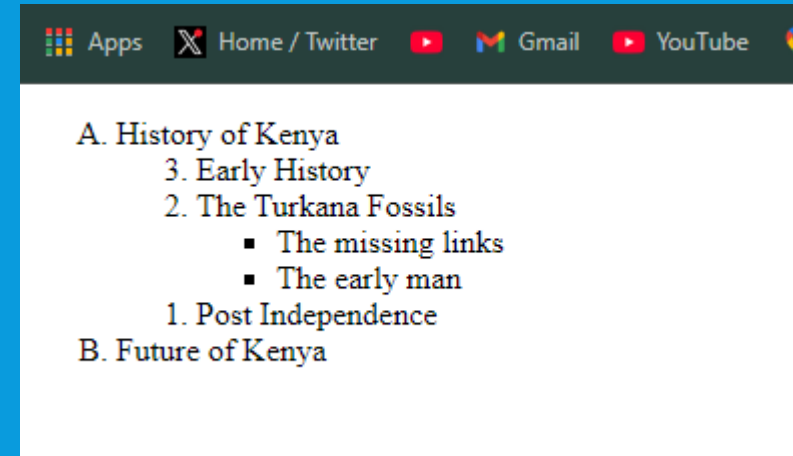 Apps Home / Twitter Gmail YouTube
A. History of Kenya
3. Early History
2. The Turkana Fossils
▪ The missing links
▪ The early man
1. Post Independence
B. Future of Kenya